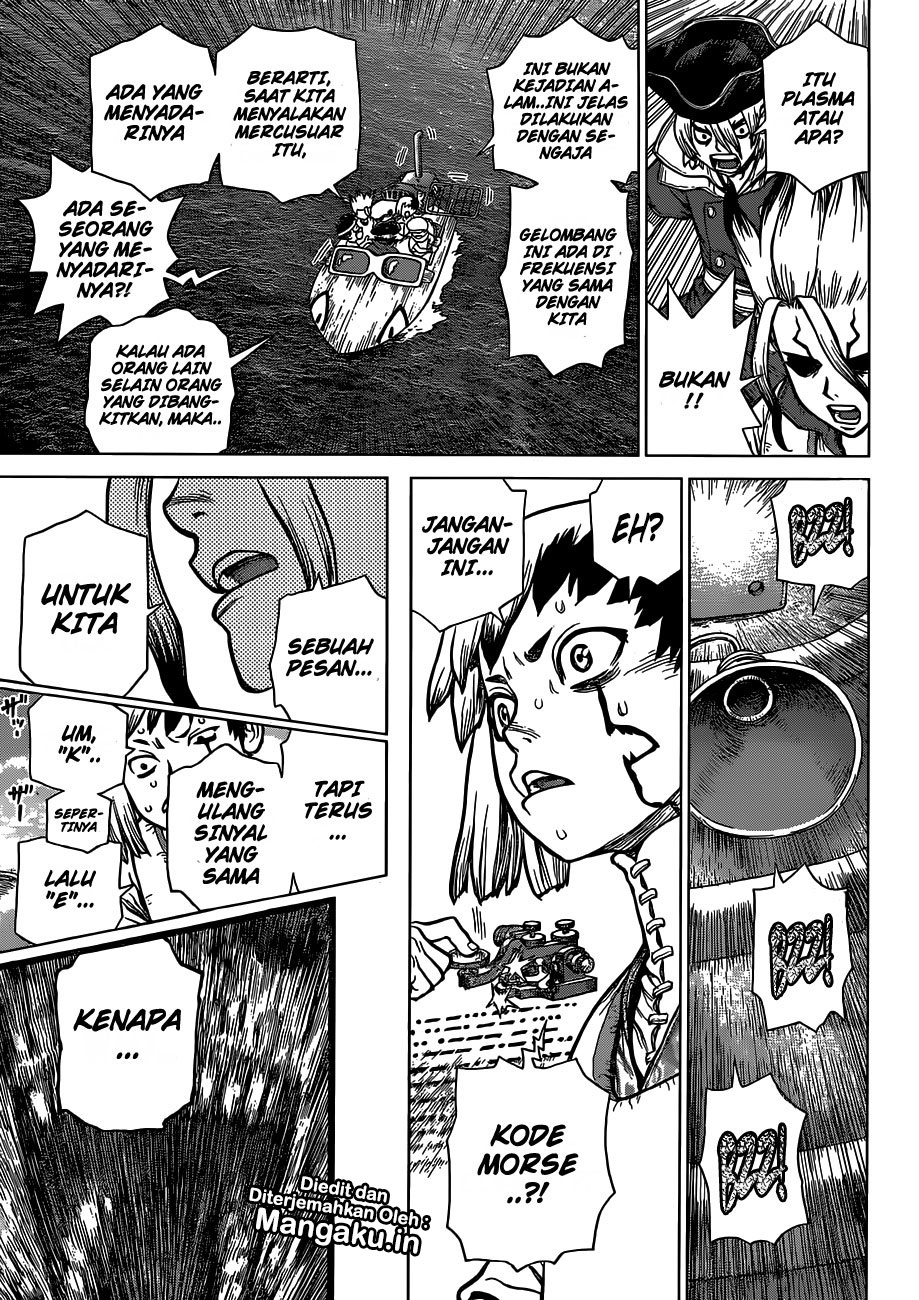 ITU
PLASMA
ATAU
APA?
BUKAN
!!
INI BUKAN
KEJADIAN A-
LAM..INI JELAS
DILAKUKAN
DENGAN SE-
NGAJA
GELOMBANG
INI ADA DI
FREKUENSI
YANG SAMA
DENGAN
KITA
BERARTI,
SAAT KITA
MENYALAKAN
MERCUSUAR
ITU,
ADA YANG
MENYADA-
RINYA
ADA SE-
SEORANG
YANG ME-
NYADARI-
NYA?!
KALAU ADA
ORANG LAIN
SELAIN ORANG
YANG DIBANG-
KITKAN, MAKA..
EH?
JANGAN-
JANGAN
INI...
KODE
MORSE
..?!
SEBUAH
PESAN...
UNTUK
KITA
TAPI
TERUS
...
MENG-
ULANG
SINYAL
YANG
SAMA
UM,
"K"..
SEPER-
TINYA
LALU
"E"...
KENAPA
...
Diedit dan
Diterjemahkan Oleh :
Mangaku.in